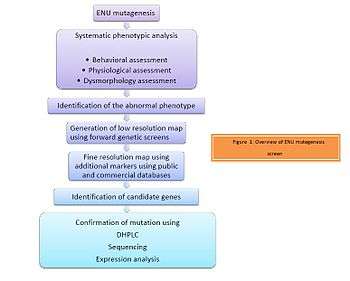 ENU mutagenesis
Systematic phenotypic analysis
• Behavioral assessment
• Physiological assessment
• Dysmorphology assessment
Identification of the abnormal phenotype
Generation of low resolution map
using forward genetic screens
Fine resolution map using
additional markers using public
and commercial databases
Identification of candidate genes
Confirmation of mutation using
DHPLC
Sequencing
Expression analysis
Figure 1: Overview of ENU mutagenesis
screen